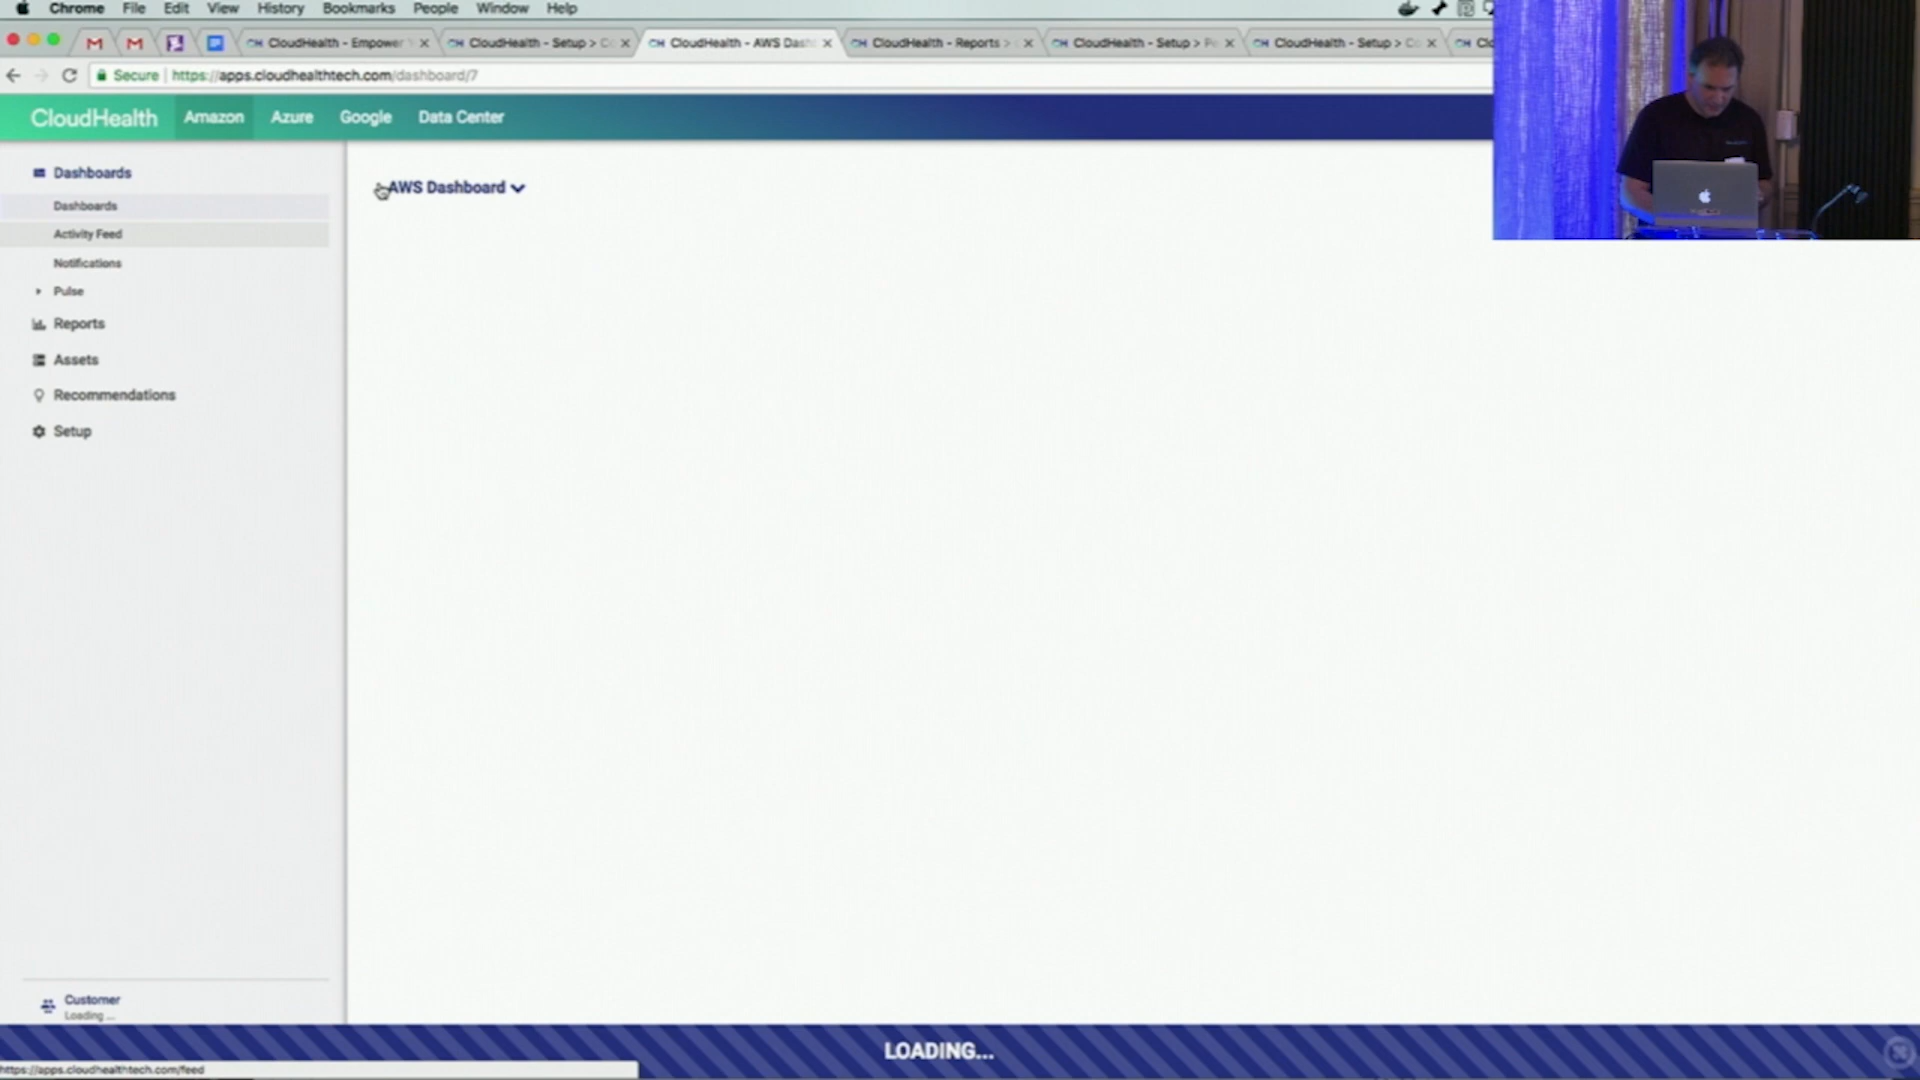 Chrome File Edit View History Bookmarks People Window Help
CloudHealth - Empower
CloudHealth - Setup >
CloudHealth - AWS Das
CloudHealth - Reports >
CloudHealth - Setup >
CloudHealth - Setup >
Secure https://apps.cloudhealthtech.com/dashboard/7
CloudHealth Amazon Azure Google Data Center
Dashboards
Dashboards
Activity Feed
Notifications
Pulse
Reports
Assets
Recommendations
Setup
AWS Dashboard
Customer
Loading ...
LOADING...
https://apps.cloudhealthtech.com/feed